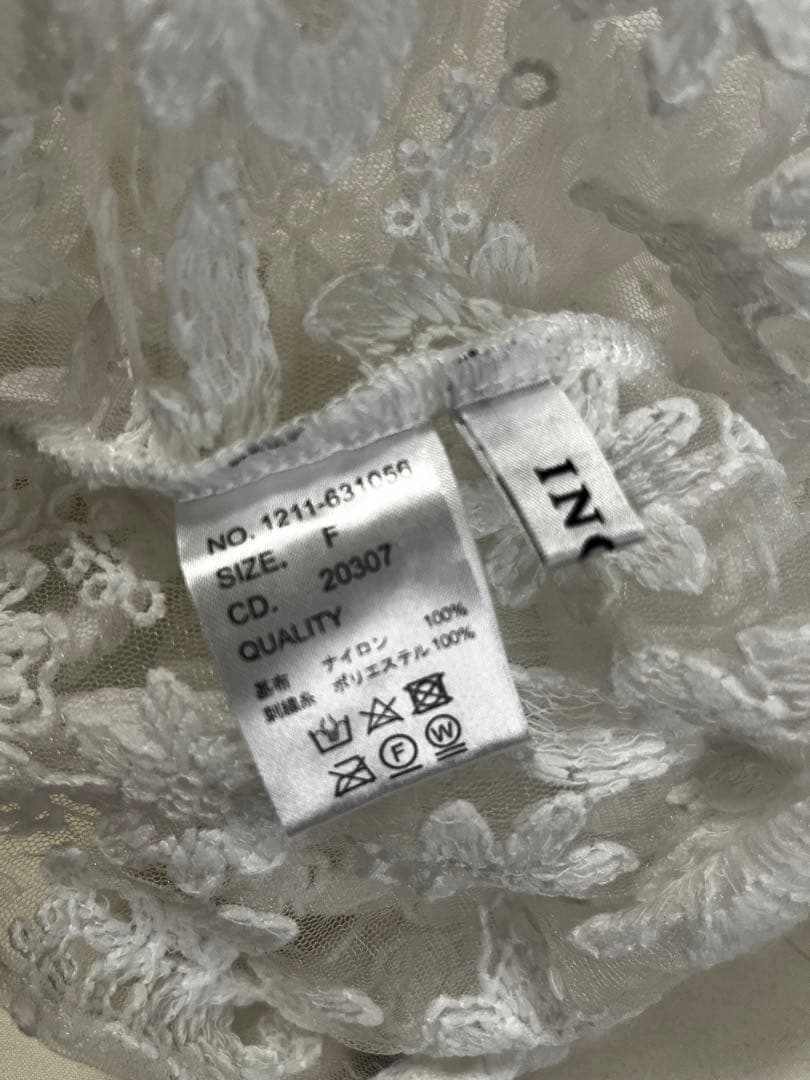 NO. 1211-631056
SIZE. F
CD. 20307
QUALITY
基布 ナイロン 100%
刺繍糸 ポリエステル 100%
F W
IN